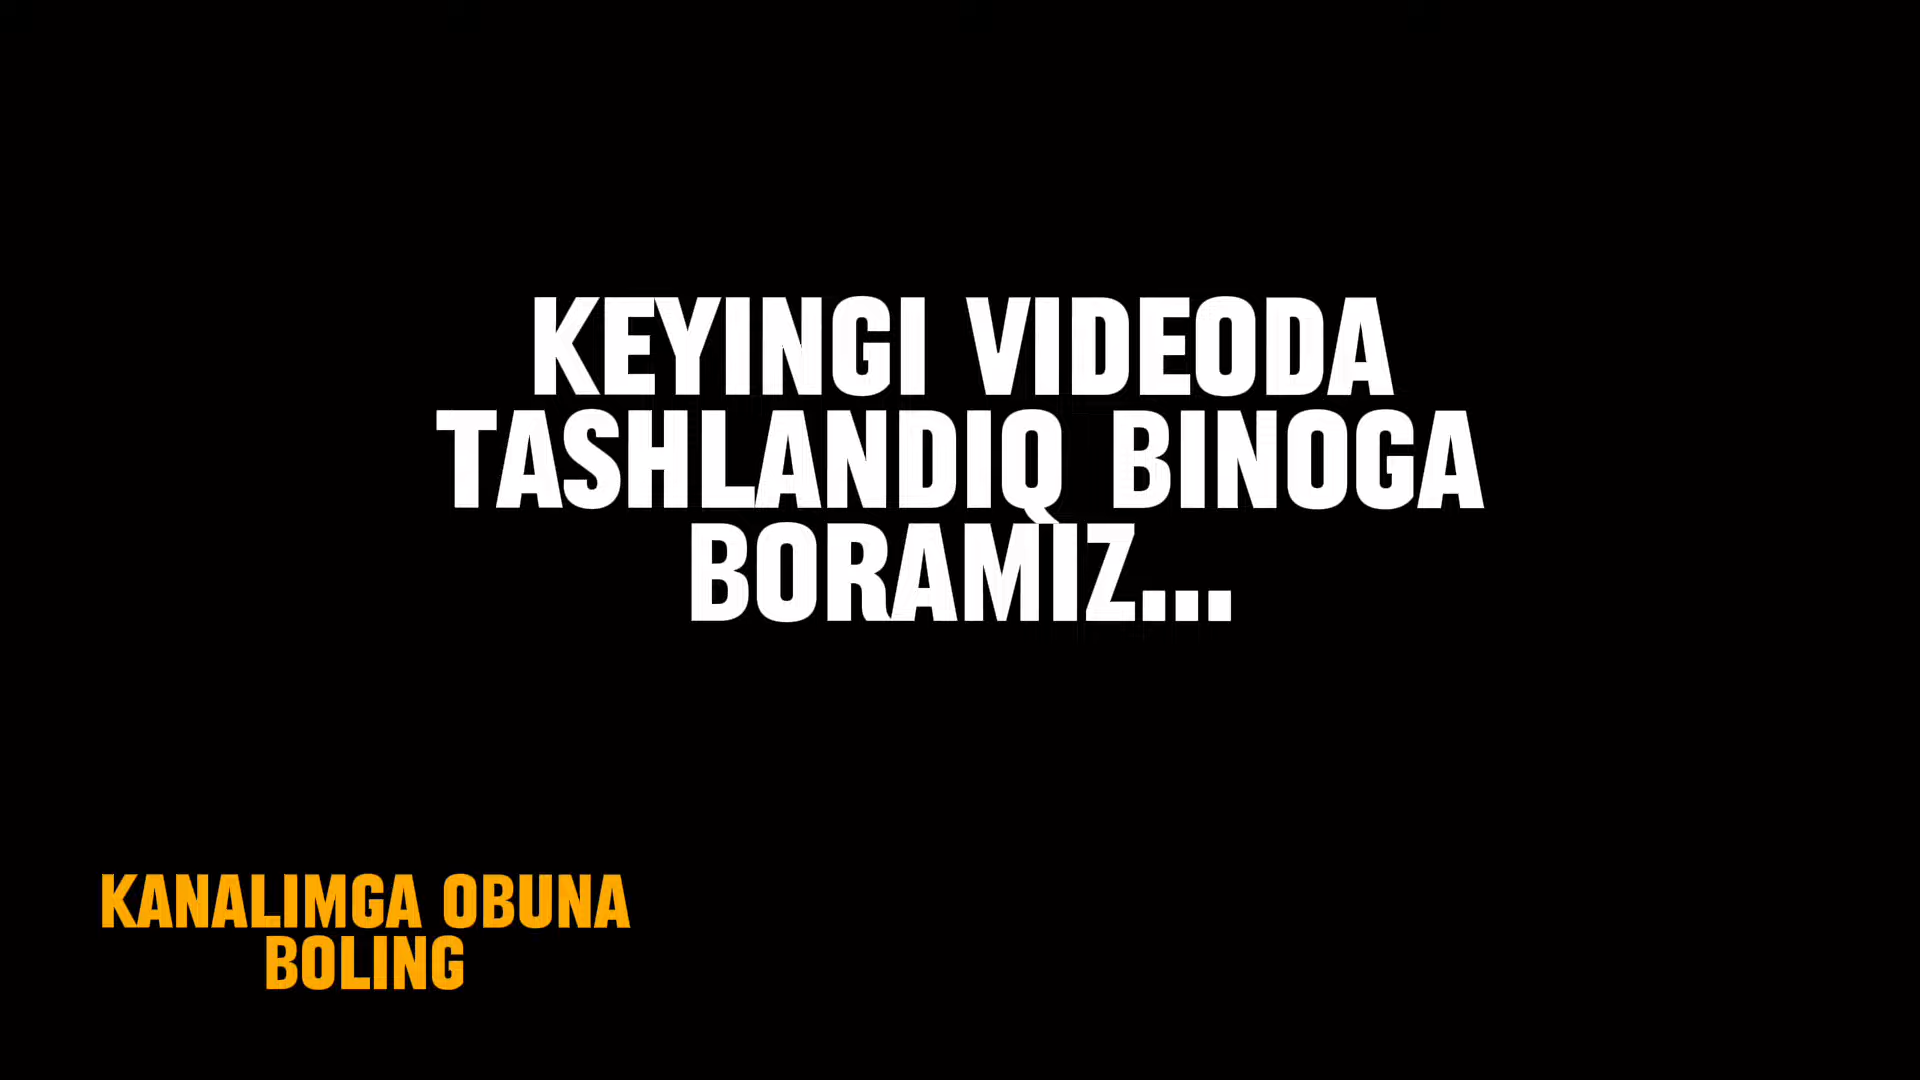 KEYINGI VIDEODA
TASHLANDIQ BINOGA
BORAMIZ...
KANALIMGA OBUNA
BOLING